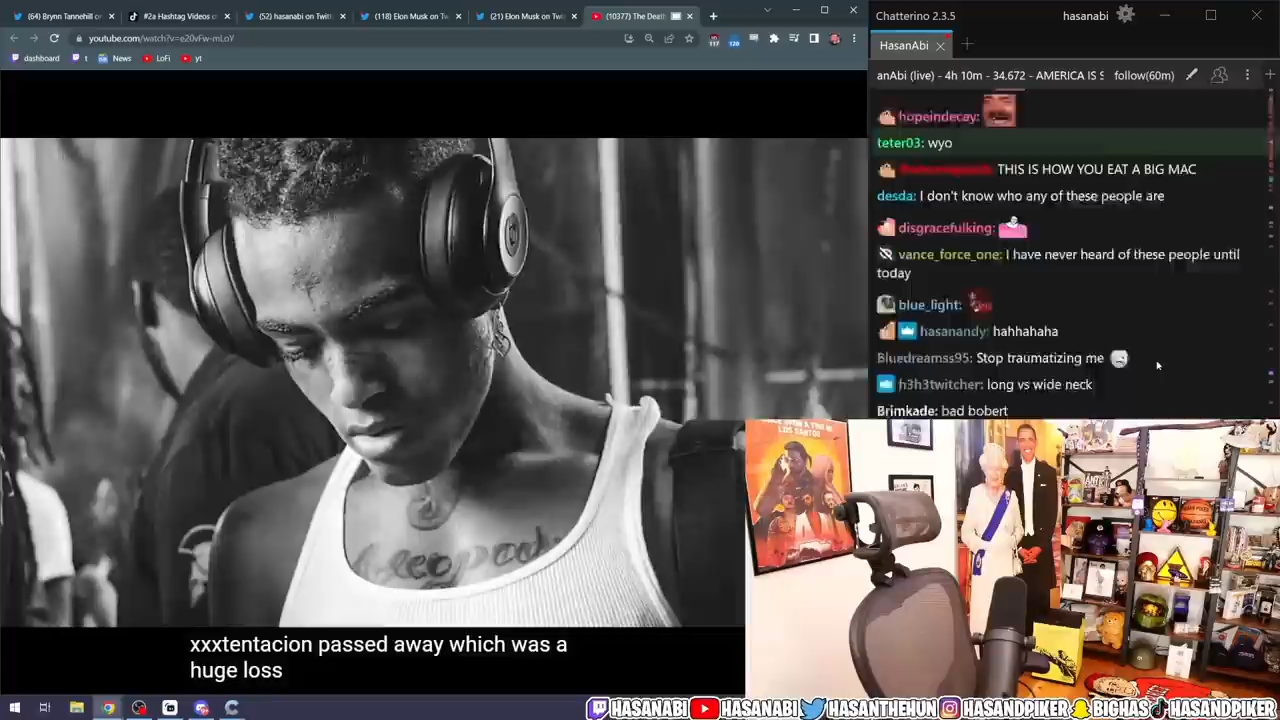 (64) Brynn Tannehill
#2a Hashtag Videos
(52) hasanabi on Twit
(118) Elon Musk on Tw
(21) Elon Musk on Twi
(10377) The Death
youtube.com/watch?v=e20vFw-mLoY
dashboard
t
News
LoFi
yt
117
120
Chatterino 2.3.5
hasanabi
HasanAbi
anAbi (live) - 4h 10m - 34.672 - AMERICA IS S
follow(60m)
hopeindecay:
teter03: wyo
THIS IS HOW YOU EAT A BIG MAC
desda: I don't know who any of these people are
disgracefulking:
vance_force_one: I have never heard of these people until
today
blue_light:
hasanandy: hahhahaha
Bluedreamss95: Stop traumatizing me
h3h3twitcher: long vs wide neck
Brimkade: bad bobert
xxxtentacion passed away which was a
huge loss
LOS SANTOS
HASANABI
HASANABI
HASANTHEHUN
HASANDPIKER
BIGHAS
HASANDPIKER